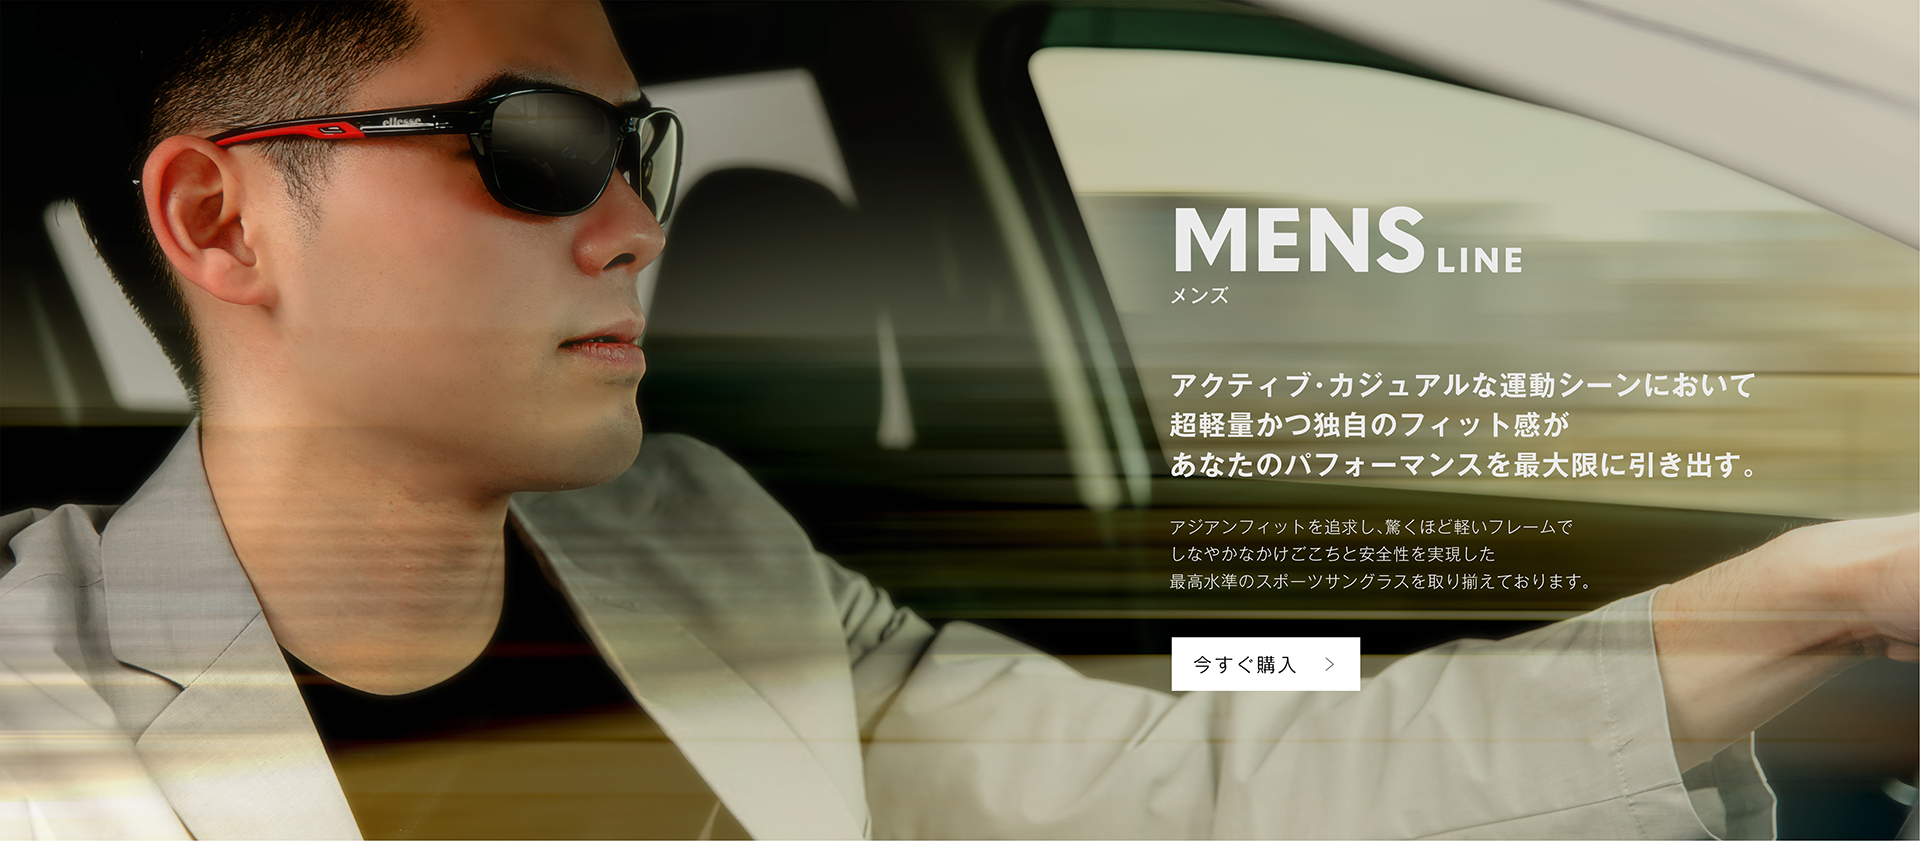 ellesse
MENS LINE
メンズ
アクティブ・カジュアルな運動シーンにおいて
超軽量かつ独自のフィット感が
あなたのパフォーマンスを最大限に引き出す。
アジアンフィットを追求し、驚くほど軽いフレームで
しなやかなかけごこちと安全性を実現した
最高水準のスポーツサングラスを取り揃えております。
今すぐ購入 >